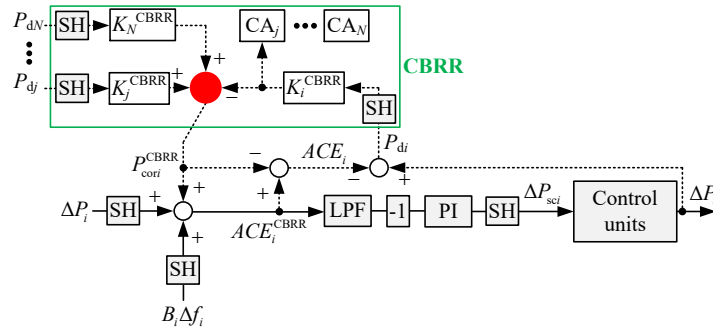 P_dN SH K_N^CBRR CA_j ••• CA_N
+
CBRR
P_dj SH K_j^CBRR + − K_i^CBRR
SH
P_di
P_cori^CBRR − ACE_i −
+ + +
ΔP_i SH + LPF -1 PI SH ΔP_sci Control units ΔP
+ ACE_i^CBRR
SH
B_iΔf_i